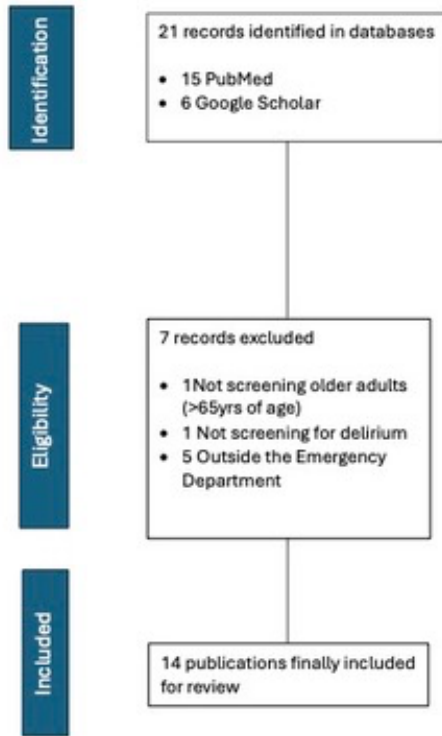 Identification
21 records identified in databases
• 15 PubMed
• 6 Google Scholar
Eligibility
7 records excluded
• 1Not screening older adults
(>65yrs of age)
• 1 Not screening for delirium
• 5 Outside the Emergency
Department
Included
14 publications finally included
for review